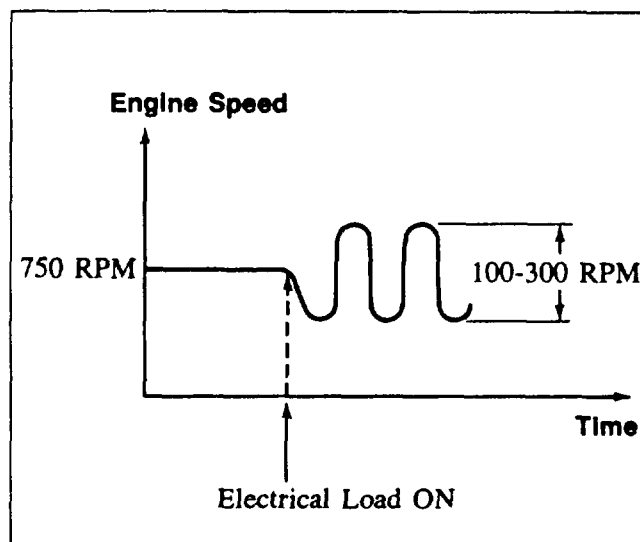 Engine Speed
750 RPM
100-300 RPM
Time
Electrical Load ON